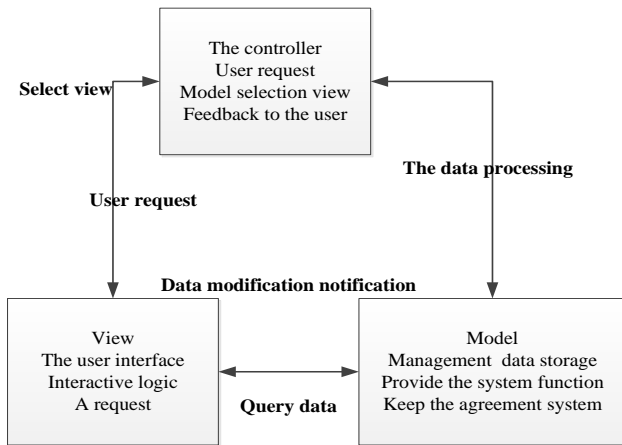 The controller
User request
Model selection view
Feedback to the user
Select view
The data processing
User request
Data modification notification
View
The user interface
Interactive logic
A request
Query data
Model
Management data storage
Provide the system function
Keep the agreement system